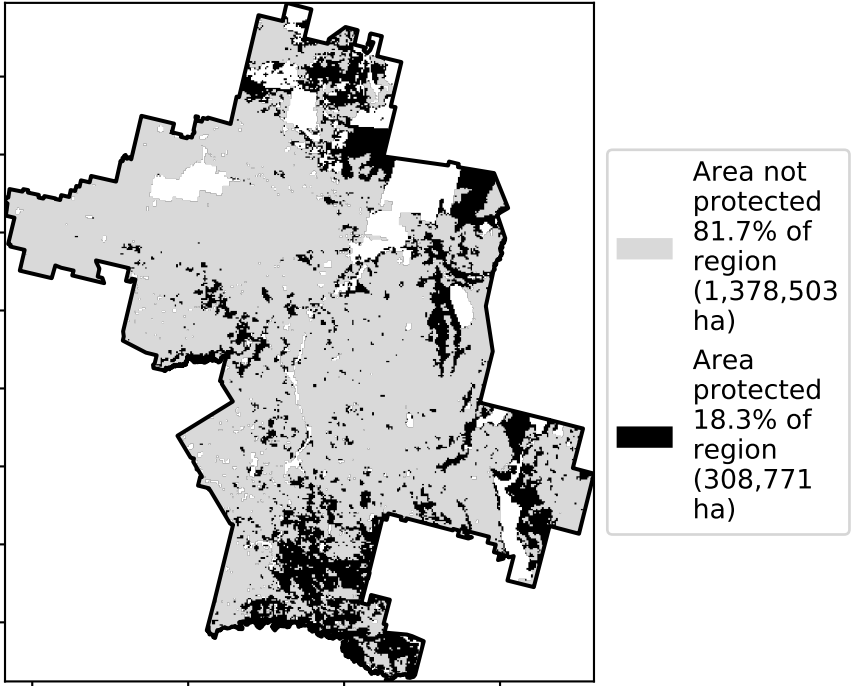 Area not
protected
81.7% of
region
(1,378,503
ha)
Area
protected
18.3% of
region
(308,771
ha)